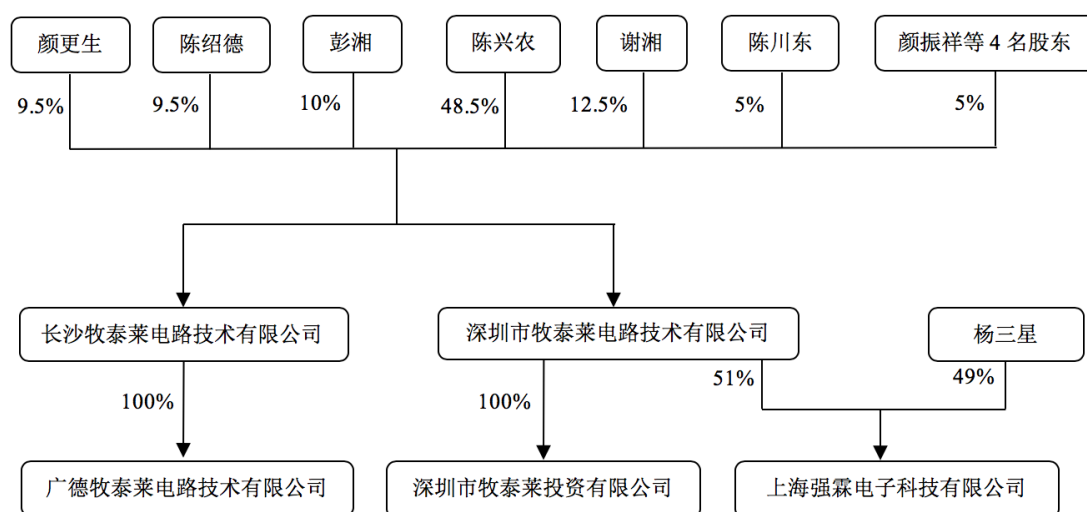 颜更生
陈绍德
彭湘
陈兴农
谢湘
陈川东
颜振祥等 4 名股东
9.5%
9.5%
10%
48.5%
12.5%
5%
5%
长沙牧泰莱电路技术有限公司
深圳市牧泰莱电路技术有限公司
杨三星
100%
100%
51%
49%
广德牧泰莱电路技术有限公司
深圳市牧泰莱投资有限公司
上海强霖电子科技有限公司